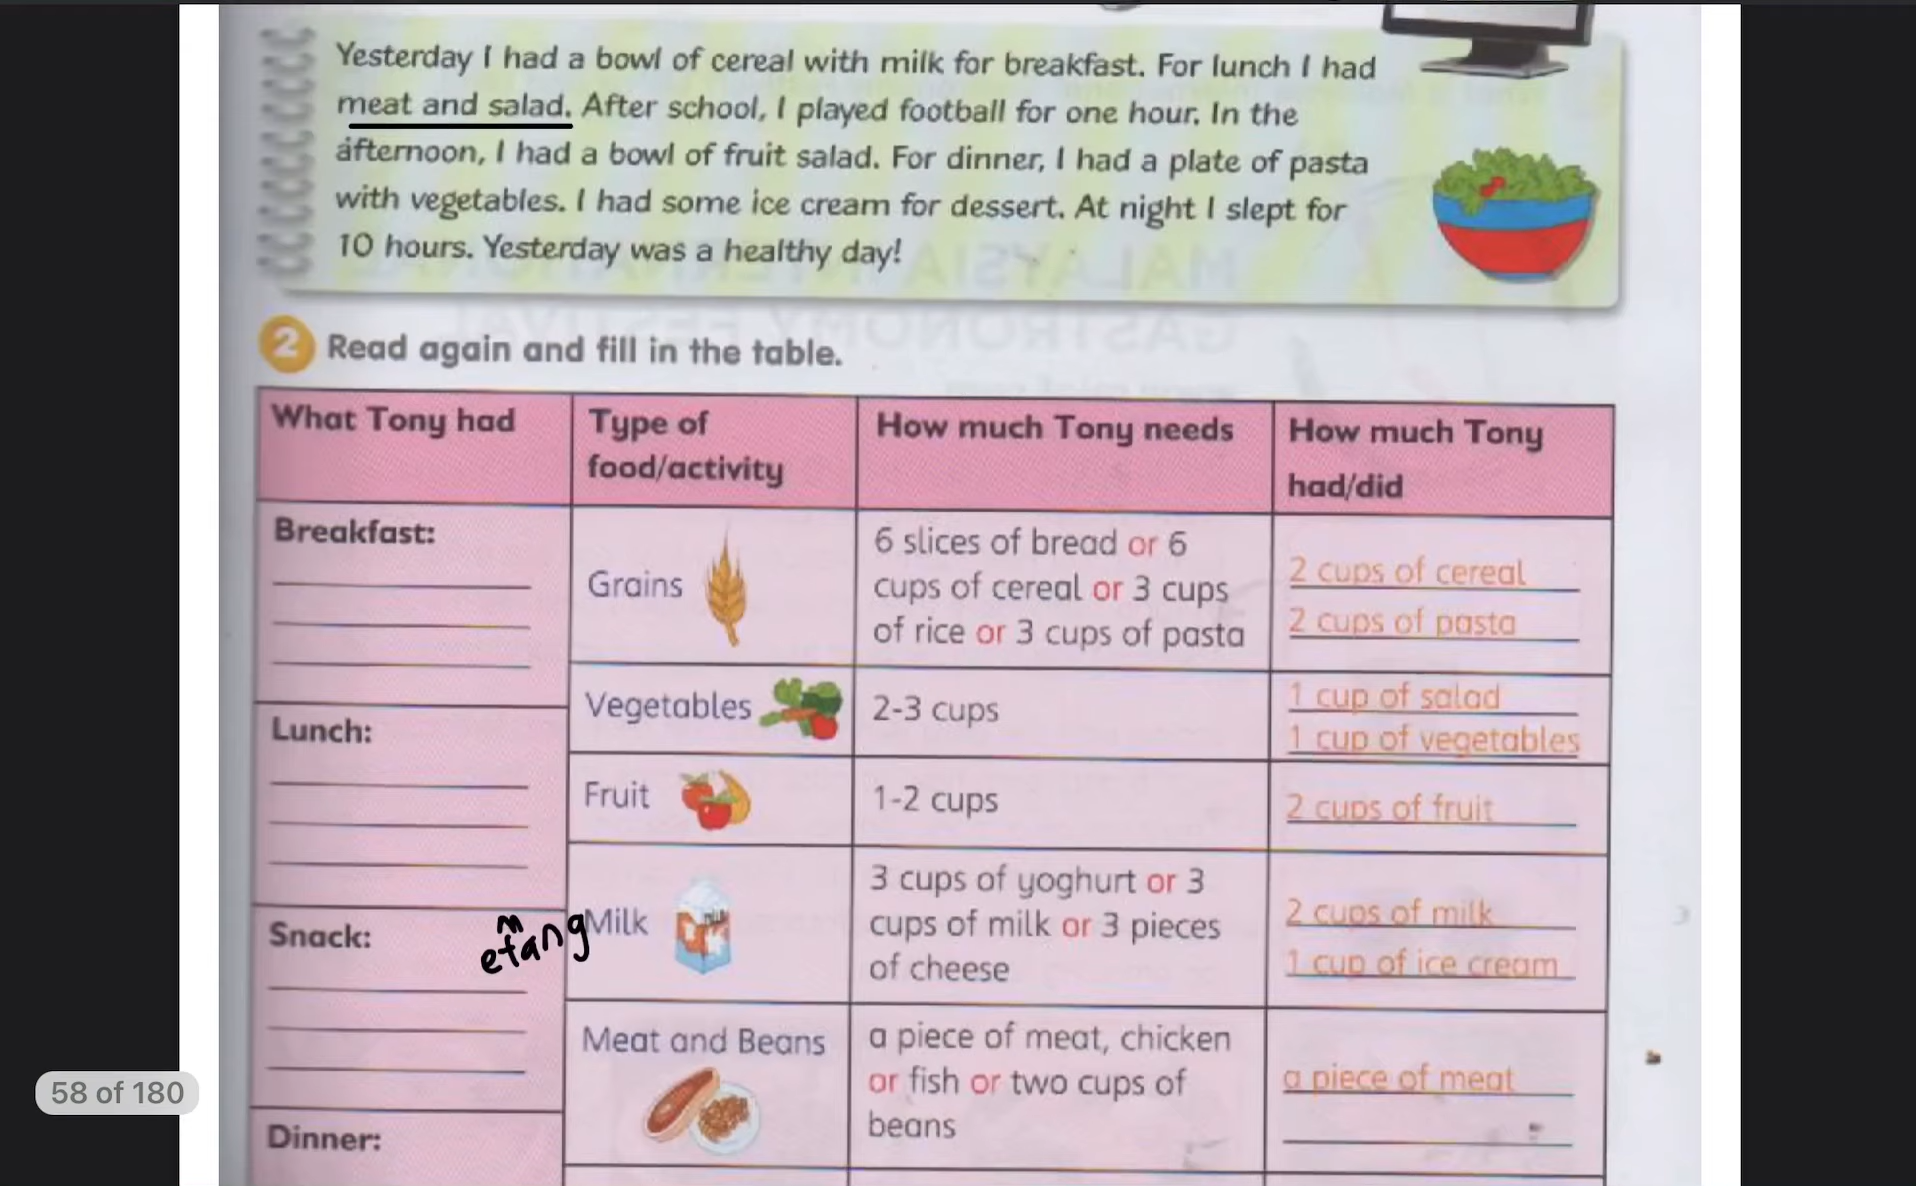 Yesterday I had a bowl of cereal with milk for breakfast. For lunch I had
meat and salad. After school, I played football for one hour. In the
afternoon, I had a bowl of fruit salad. For dinner, I had a plate of pasta
with vegetables. I had some ice cream for dessert. At night I slept for
10 hours. Yesterday was a healthy day!
2 Read again and fill in the table.
What Tony had
Type of
food/activity
How much Tony needs
How much Tony
had/did
Breakfast:
Grains
6 slices of bread or 6
cups of cereal or 3 cups
of rice or 3 cups of pasta
2 cups of cereal
2 cups of pasta
Vegetables
2-3 cups
1 cup of salad
1 cup of vegetables
Lunch:
Fruit
1-2 cups
2 cups of fruit
Snack:
Milk
3 cups of yoghurt or 3
cups of milk or 3 pieces
of cheese
2 cups of milk
1 cup of ice cream
Meat and Beans
a piece of meat, chicken
or fish or two cups of
beans
a piece of meat
Dinner:
58 of 180